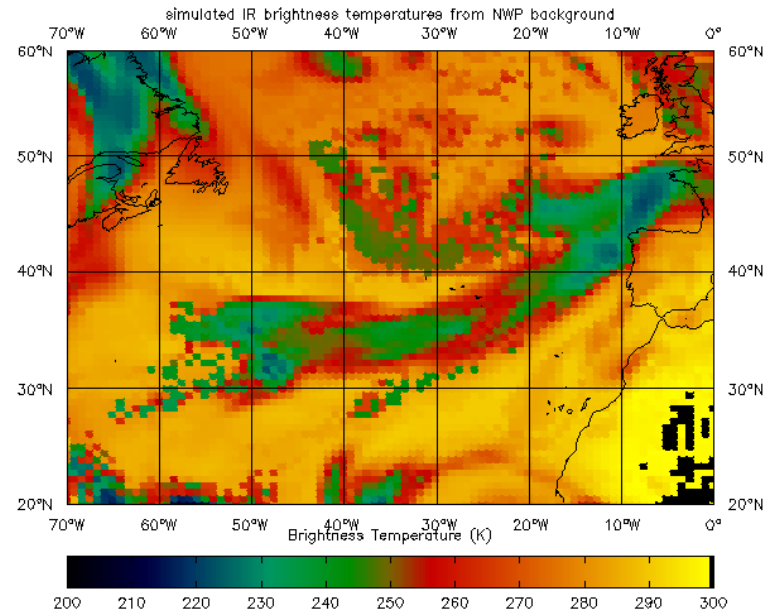 simulated IR brightness temperatures from NWP background
70°W 60°W 50°W 40°W 30°W 20°W 10°W 0°
60°N 60°N
50°N 50°N
40°N 40°N
30°N 30°N
20°N 20°N
70°W 60°W 50°W 40°W 30°W 20°W 10°W 0°
Brightness Temperature (K)
200 210 220 230 240 250 260 270 280 290 300